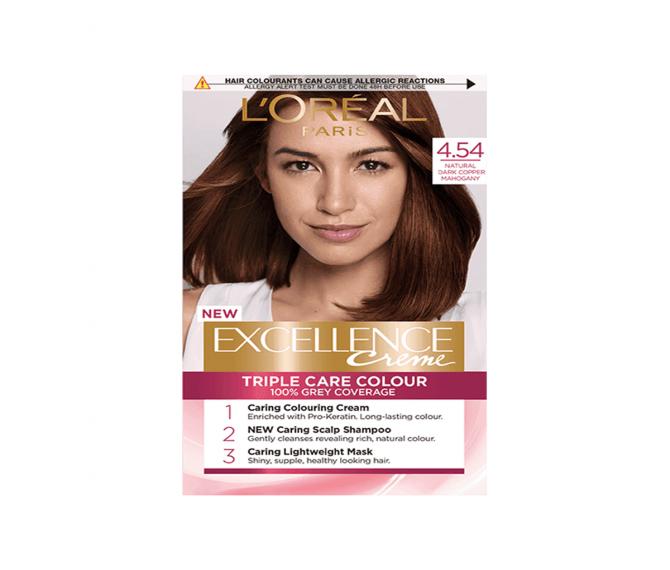 HAIR COLOURANTS CAN CAUSE ALLERGIC REACTIONS
ALLERGY ALERT TEST MUST BE DONE 48H BEFORE USE
L'ORÉAL
PARIS
4.54
NATURAL
DARK COPPER
MAHOGANY
NEW
EXCELLENCE
Creme
TRIPLE CARE COLOUR
100% GREY COVERAGE
1 Caring Colouring Cream
Enriched with Pro-Keratin. Long-lasting colour.
2 NEW Caring Scalp Shampoo
Gently cleanses revealing rich, natural colour.
3 Caring Lightweight Mask
Shiny, supple, healthy looking hair.